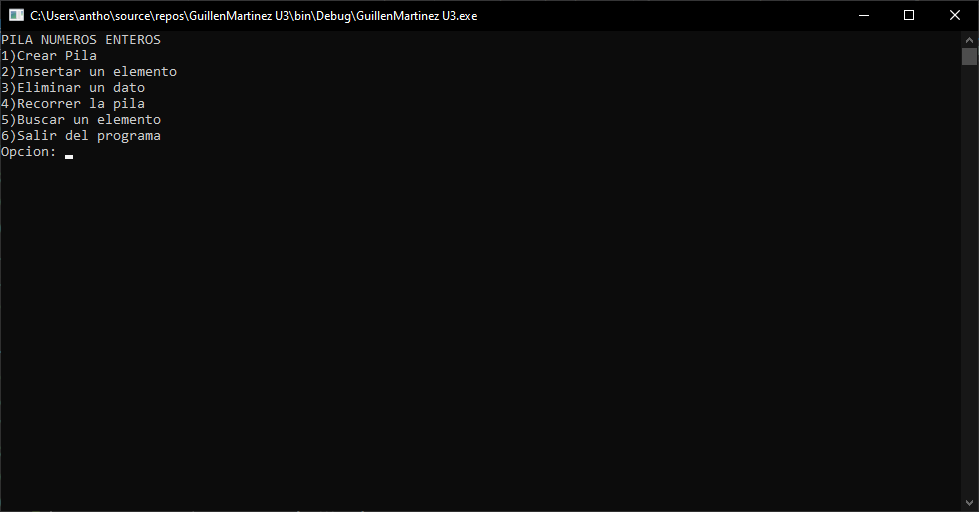 C:\Users\antho\source\repos\GuillenMartinez U3\bin\Debug\GuillenMartinez U3.exe
PILA NUMEROS ENTEROS
1)Crear Pila
2)Insertar un elemento
3)Eliminar un dato
4)Recorrer la pila
5)Buscar un elemento
6)Salir del programa
Opcion: